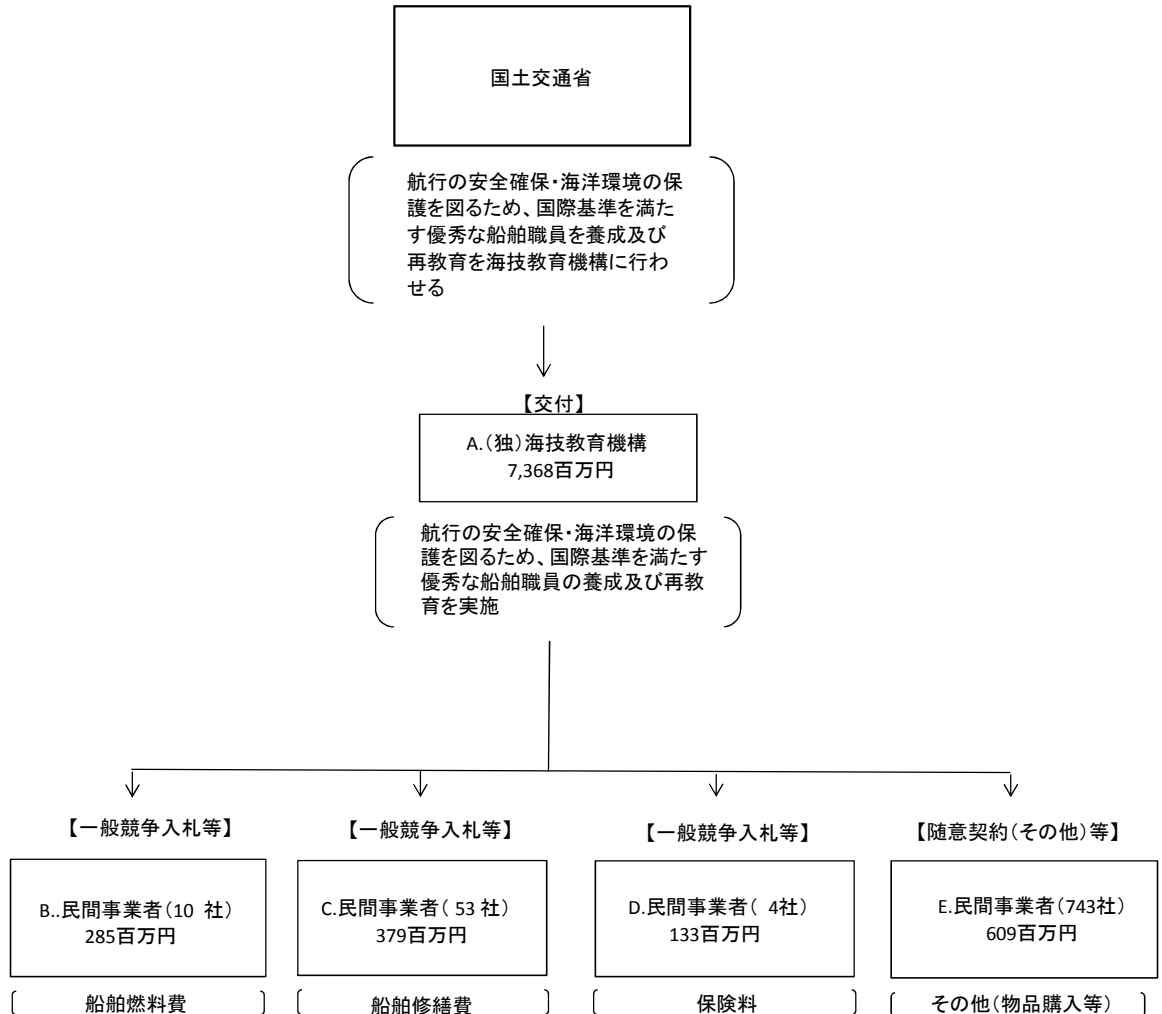 国土交通省
航行の安全確保・海洋環境の保
護を図るため、国際基準を満た
す優秀な船舶職員を養成及び
再教育を海技教育機構に行わ
せる
【交付】
A.(独)海技教育機構
7,368百万円
航行の安全確保・海洋環境の保
護を図るため、国際基準を満たす
優秀な船舶職員の養成及び再教
育を実施
【一般競争入札等】
【一般競争入札等】
【一般競争入札等】
【随意契約(その他)等】
B..民間事業者(10 社)
285百万円
C.民間事業者( 53 社)
379百万円
D.民間事業者( 4社)
133百万円
E.民間事業者(743社)
609百万円
船舶燃料費
船舶修繕費
保険料
その他(物品購入等)